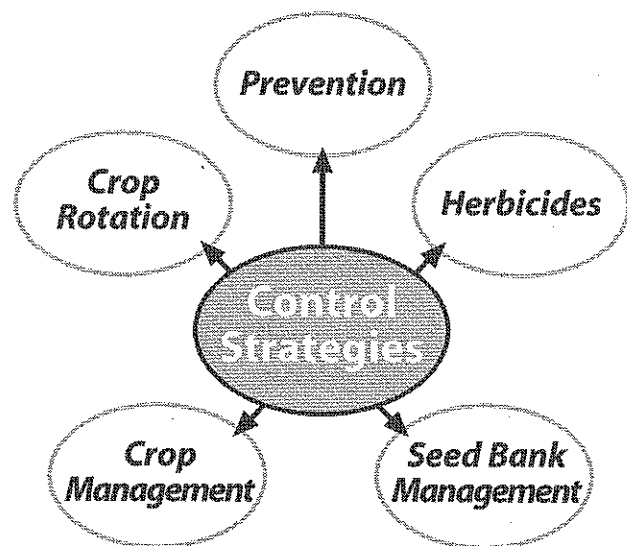 Prevention
Crop
Rotation
Herbicides
Control
Strategies
Crop
Management
Seed Bank
Management